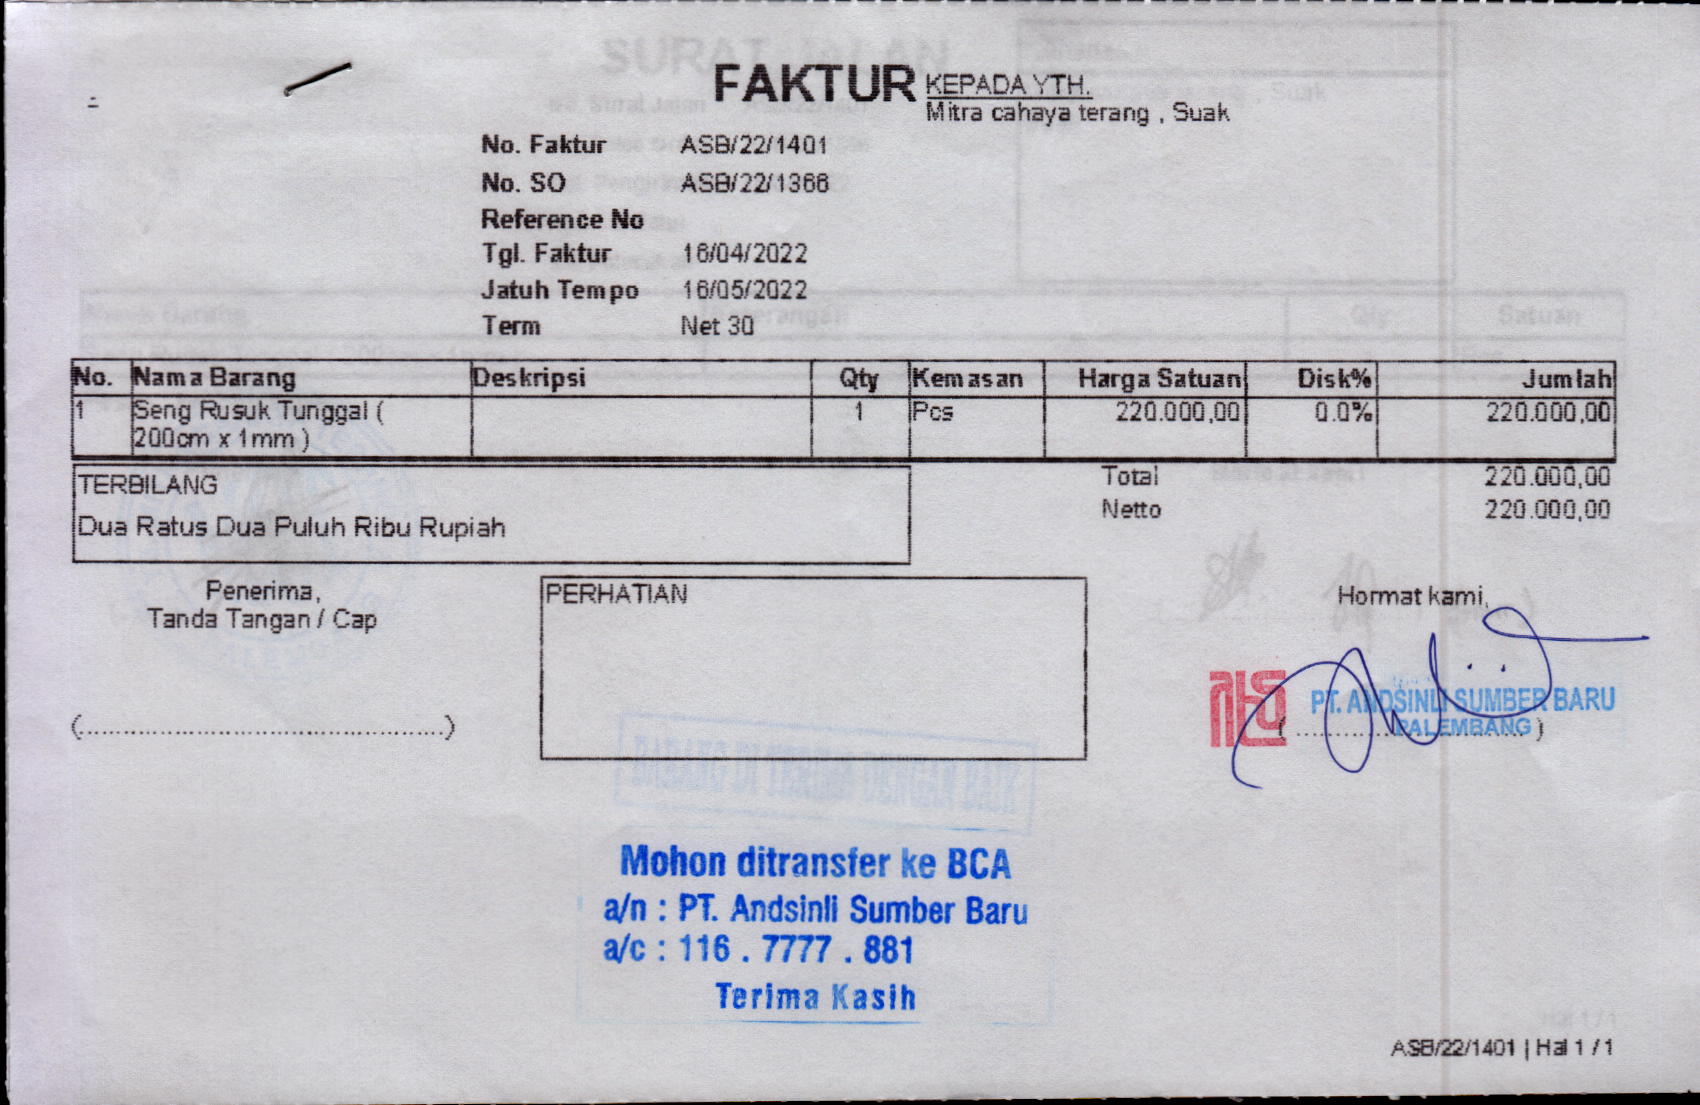 FAKTUR
KEPADA YTH.
Mitra cahaya terang , Suak
No. Faktur ASB/22/1401
No. SO ASB/22/1366
Reference No
Tgl. Faktur 16/04/2022
Jatuh Tempo 16/05/2022
Term Net 30
No. Nama Barang Deskripsi Qty Kemasan Harga Satuan Disk% Jumlah
1 Seng Rusuk Tunggal ( 1 Pcs 220.000,00 0.0% 220.000,00
200cm x 1mm )
Total 220.000,00
Netto 220.000,00
TERBILANG
Dua Ratus Dua Puluh Ribu Rupiah
Penerima,
Tanda Tangan / Cap
(................................................)
PERHATIAN
Hormat kami,
PT. ANDSINLI SUMBER BARU
PALEMBANG
BARANG DI TERIMA DENGAN BAIK
Mohon ditransfer ke BCA
a/n : PT. Andsinli Sumber Baru
a/c : 116 . 7777 . 881
Terima Kasih
ASB/22/1401 | Hal 1 / 1